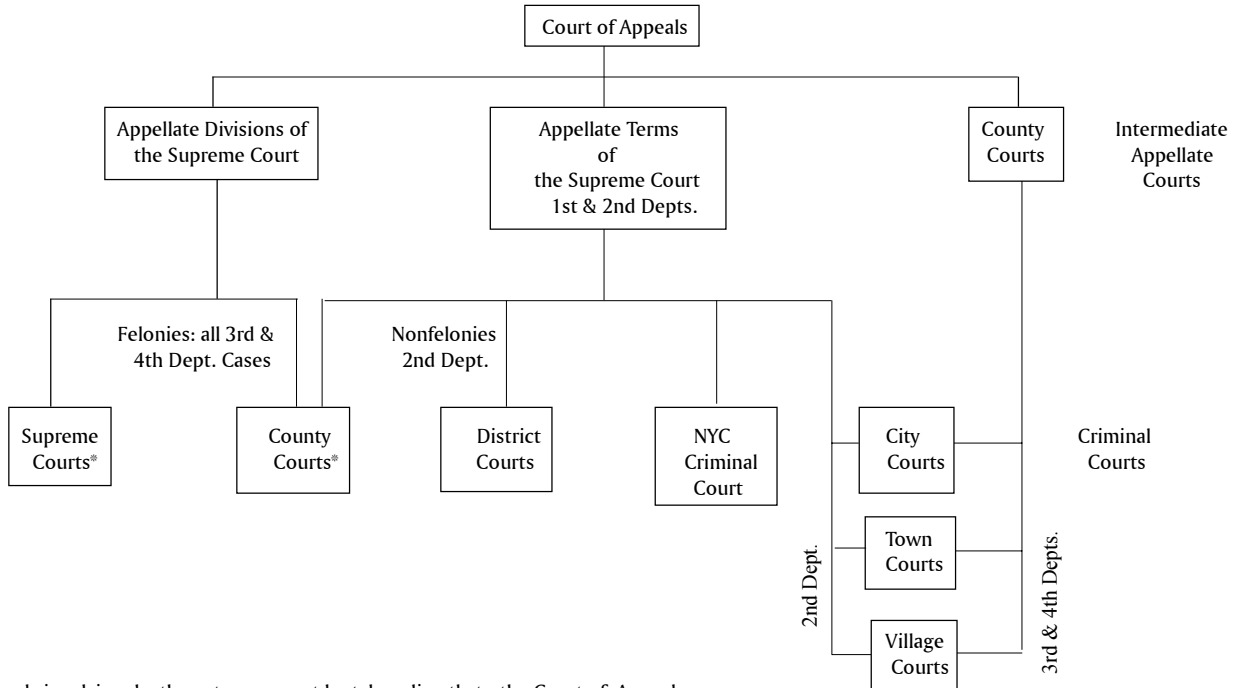 Court of Appeals
Appellate Divisions of
the Supreme Court
Appellate Terms
of
the Supreme Court
1st & 2nd Depts.
County
Courts
Intermediate
Appellate
Courts
Felonies: all 3rd &
4th Dept. Cases
Nonfelonies
2nd Dept.
Supreme
Courts*
County
Courts*
District
Courts
NYC
Criminal
Court
City
Courts
Criminal
Courts
Town
Courts
Village
Courts
2nd Dept.
3rd & 4th Depts.